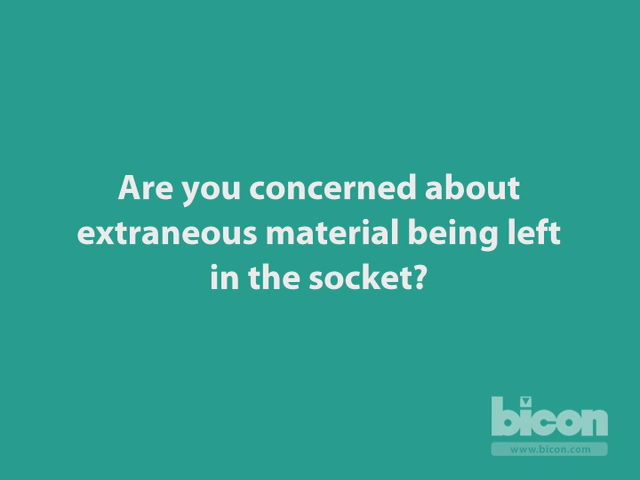 Are you concerned about
extraneous material being left
in the socket?
bicon
www.bicon.com